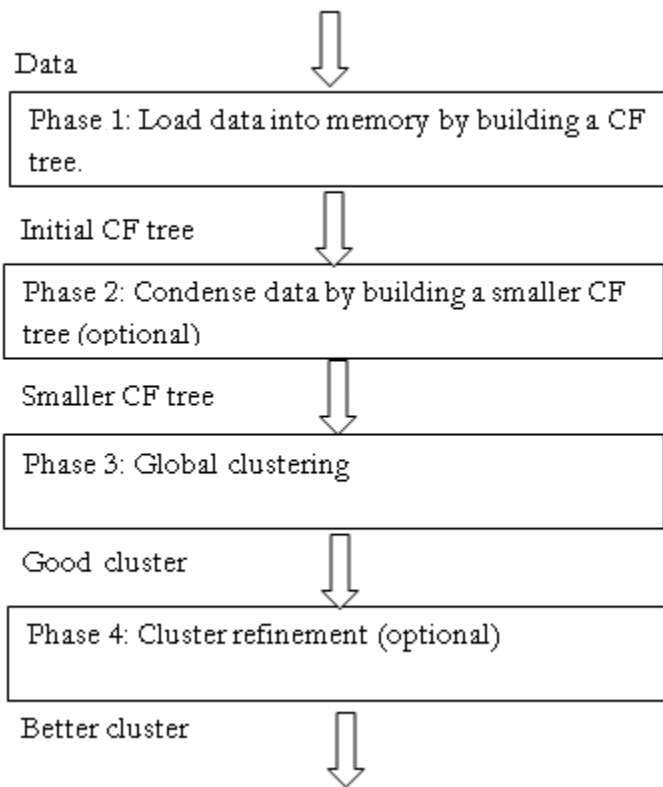 Data
Phase 1: Load data into memory by building a CF
tree.
Initial CF tree
Phase 2: Condense data by building a smaller CF
tree (optional)
Smaller CF tree
Phase 3: Global clustering
Good cluster
Phase 4: Cluster refinement (optional)
Better cluster